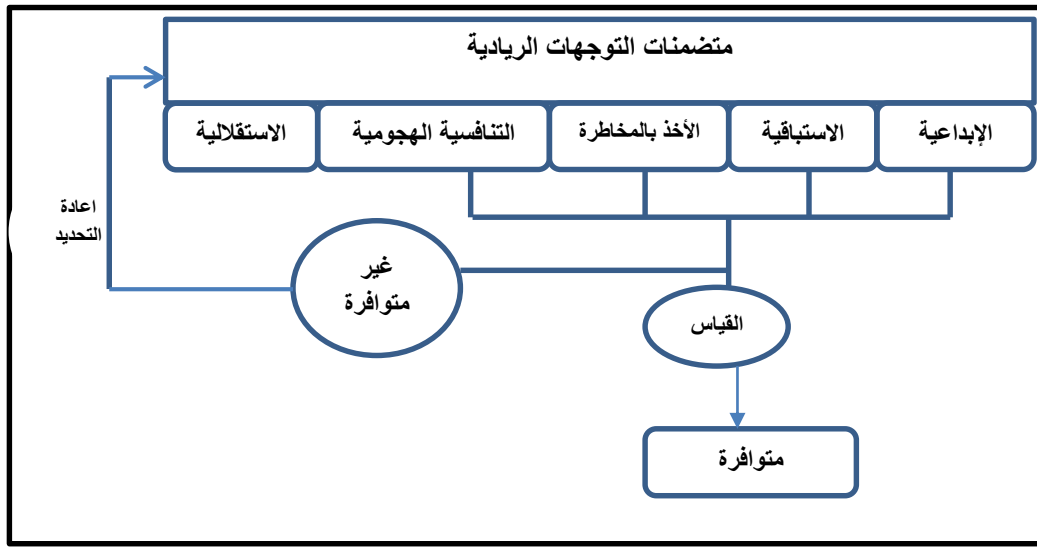 متضمنات التوجهات الريادية
الإبداعية
الاستباقية
الأخذ بالمخاطرة
التنافسية الهجومية
الاستقلالية
اعادة
التحديد
غير
متوافرة
القياس
متوافرة